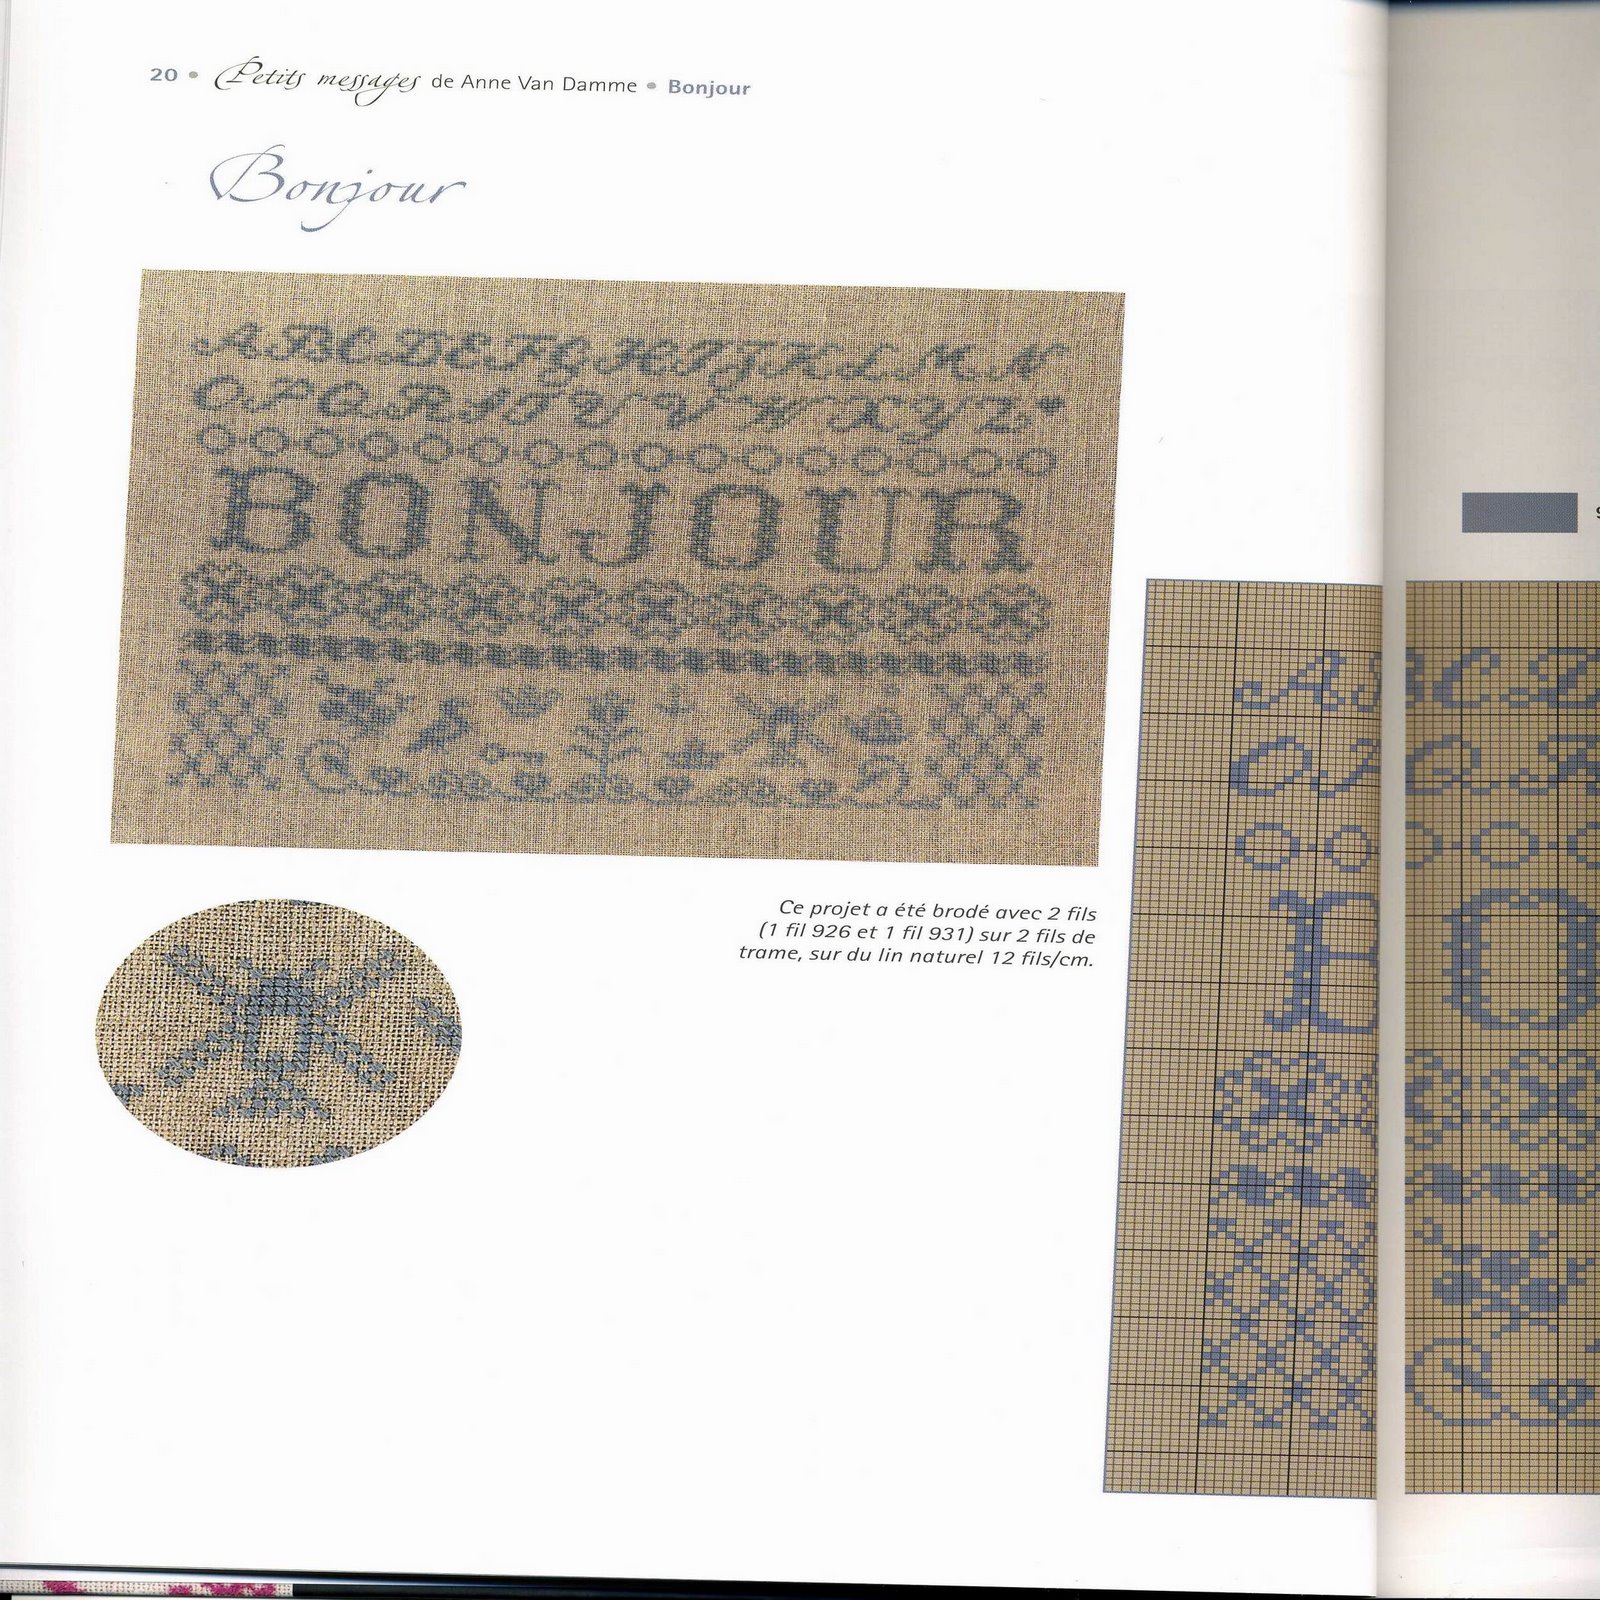 20 • Petits messages de Anne Van Damme • Bonjour
Bonjour
ABCDEFGHIJKLMN
OPQRSTUVWXYZ
BONJOUR
Ce projet a été brodé avec 2 fils
(1 fil 926 et 1 fil 931) sur 2 fils de
trame, sur du lin naturel 12 fils/cm.
A B C D
O P Q R
B O